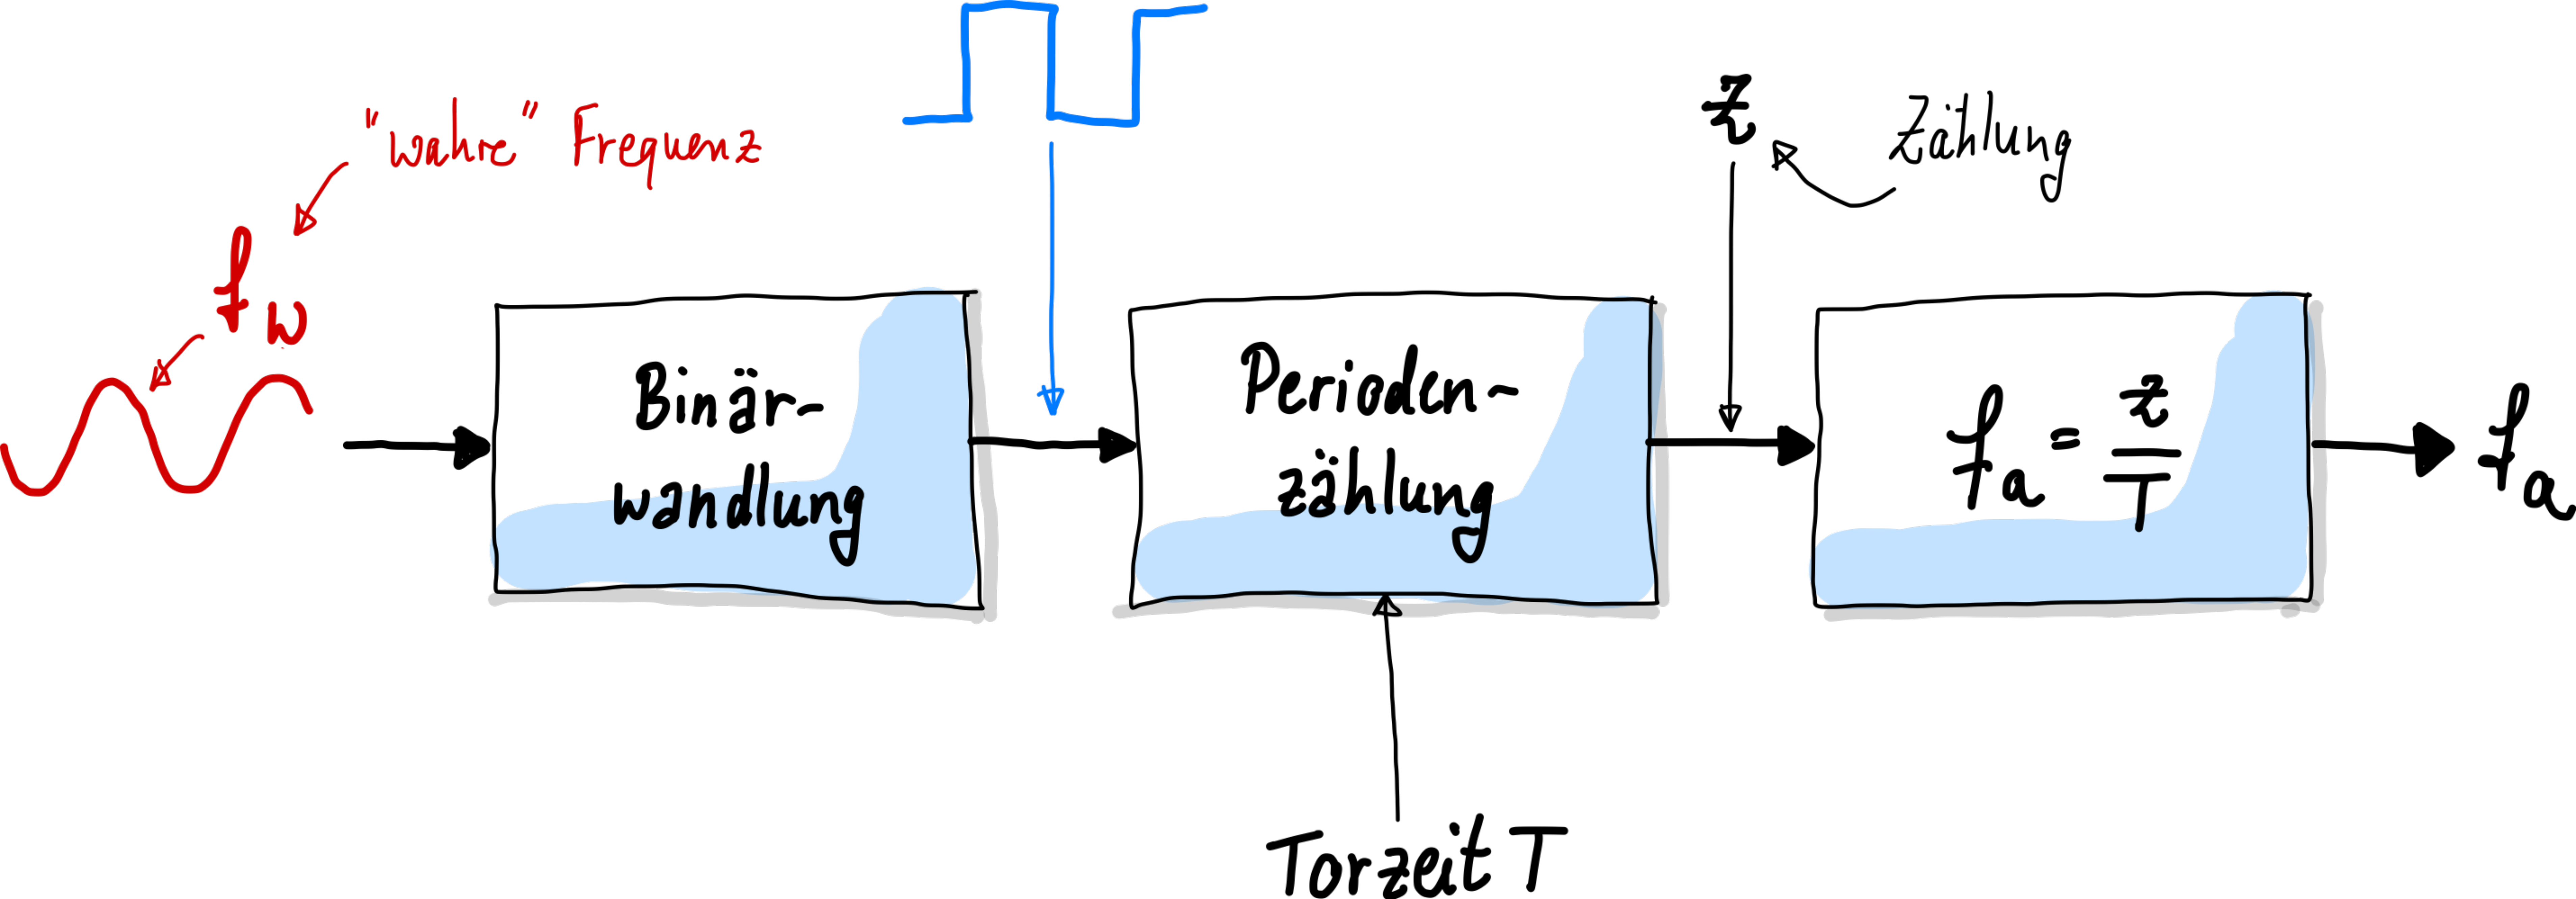 "wahre" Frequenz
f_w
z
Zählung
Binär-
wandlung
Perioden-
zählung
f_a = z/T
f_a
Torzeit T